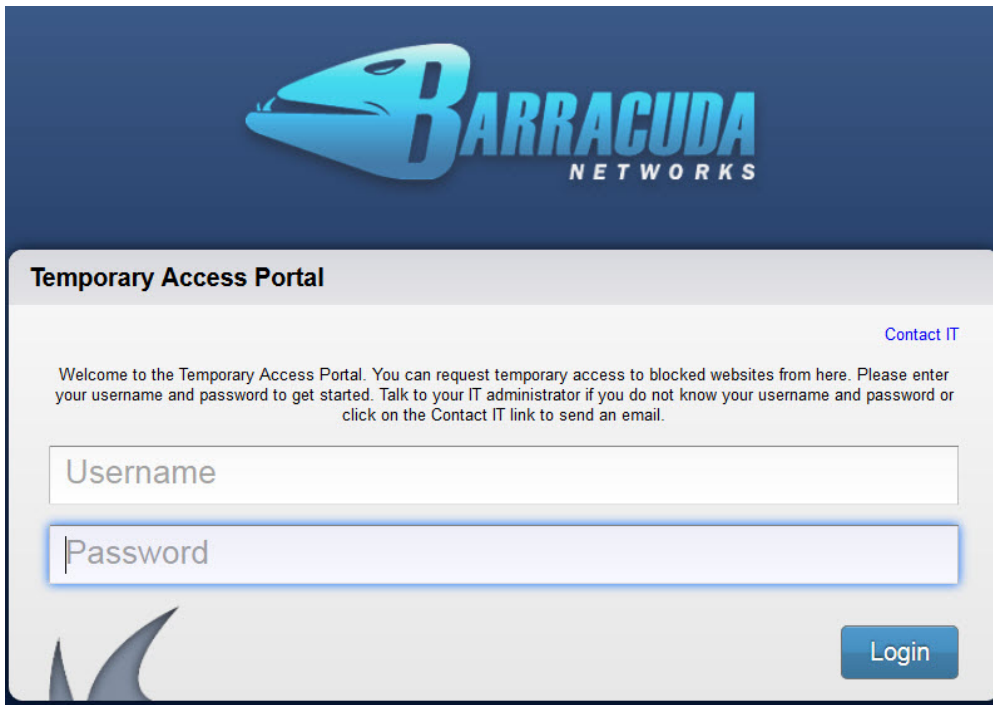 BARRACUDA
NETWORKS
Temporary Access Portal
Contact IT
Welcome to the Temporary Access Portal. You can request temporary access to blocked websites from here. Please enter
your username and password to get started. Talk to your IT administrator if you do not know your username and password or
click on the Contact IT link to send an email.
Username
Password
Login